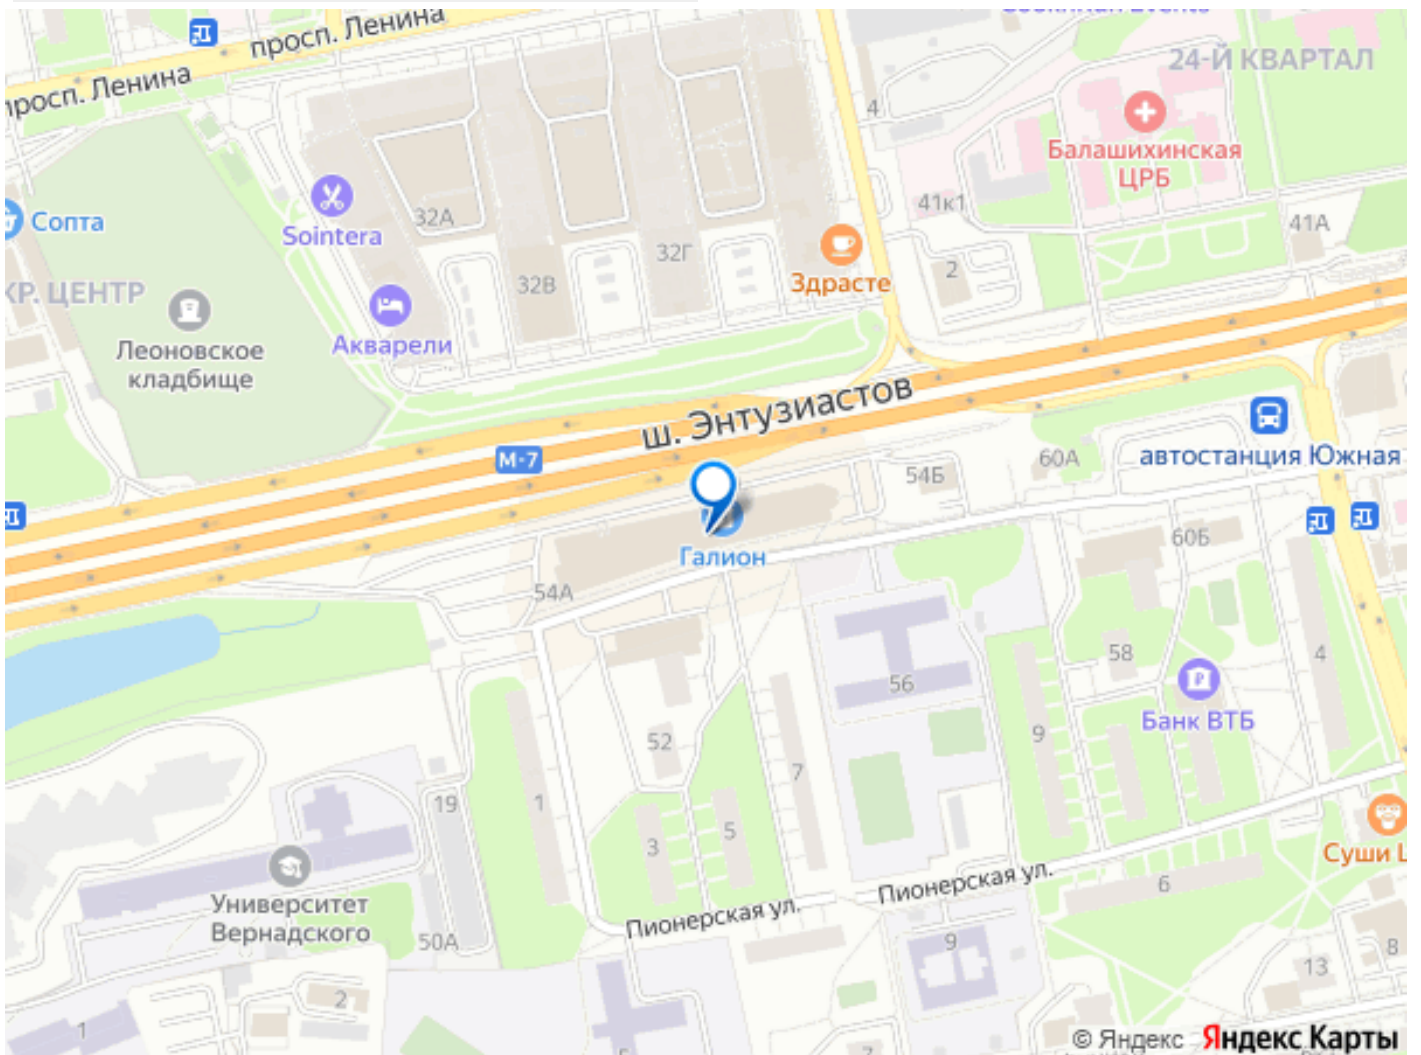 просп. Ленина
просп. Ленина
24-Й КВАРТАЛ
4
Балашихинская
ЦРБ
Sointera
32А
41к1
41А
Сопта
32Г
2
Здрасте
32В
КР. ЦЕНТР
Леоновское
кладбище
Акварели
ш. Энтузиастов
М-7
автостанция Южная
60А
54Б
Галион
60Б
54А
58
4
56
52
Банк ВТБ
9
7
19
1
5
3
Суши
6
Университет
Вернадского
Пионерская ул.
Пионерская ул.
50А
9
8
13
2
1
© Яндекс Яндекс Карты